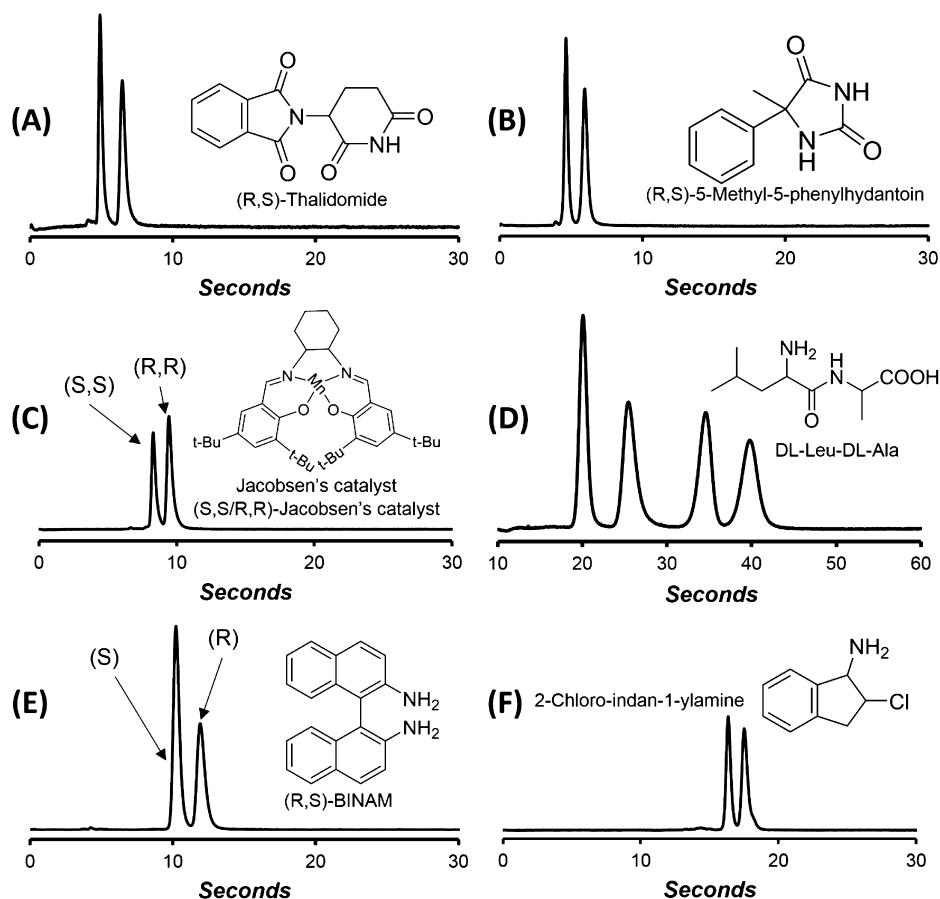 (A)
O
N
O
O
NH
O
(R,S)-Thalidomide
0
10
20
30
Seconds
(B)
O
NH
N
H
O
(R,S)-5-Methyl-5-phenylhydantoin
0
10
20
30
Seconds
(C)
(S,S)
(R,R)
N
N
Mn
O
O
t-Bu
t-Bu
t-Bu
t-Bu
Jacobsen's catalyst
(S,S/R,R)-Jacobsen's catalyst
0
10
20
30
Seconds
(D)
NH2
H
N
COOH
O
DL-Leu-DL-Ala
10
20
30
40
50
60
Seconds
(E)
(S)
(R)
NH2
NH2
(R,S)-BINAM
0
10
20
30
Seconds
(F)
2-Chloro-indan-1-ylamine
NH2
Cl
0
10
20
30
Seconds